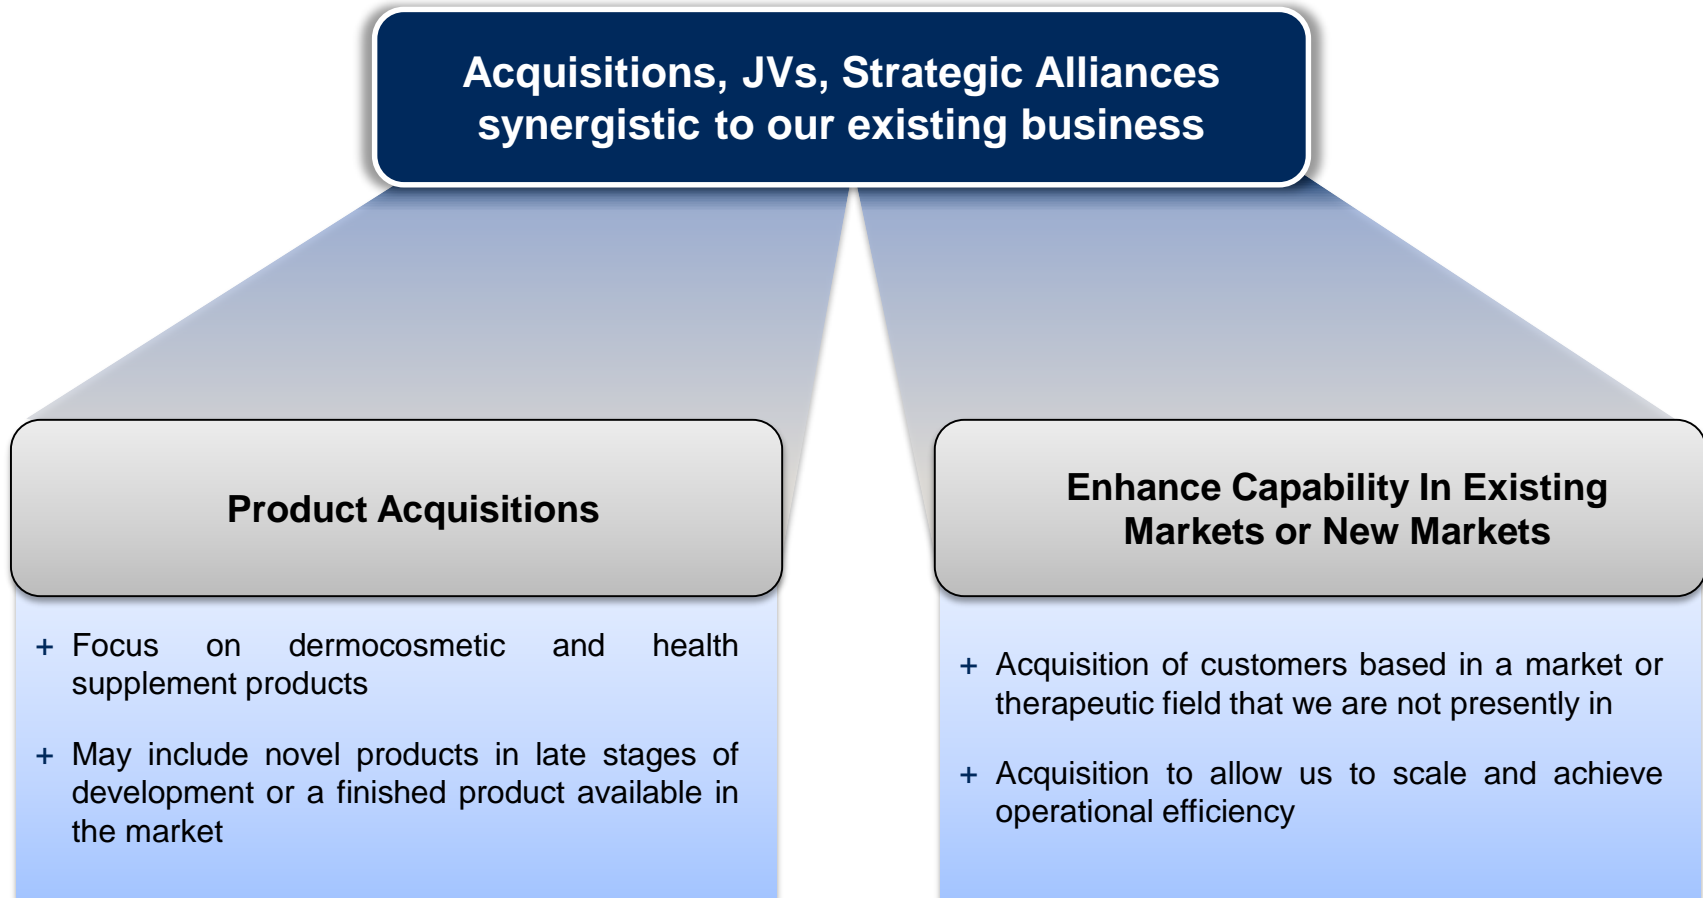 Acquisitions, JVs, Strategic Alliances
synergistic to our existing business
Product Acquisitions
+ Focus on dermocosmetic and health
supplement products
+ May include novel products in late stages of
development or a finished product available in
the market
Enhance Capability In Existing
Markets or New Markets
+ Acquisition of customers based in a market or
therapeutic field that we are not presently in
+ Acquisition to allow us to scale and achieve
operational efficiency